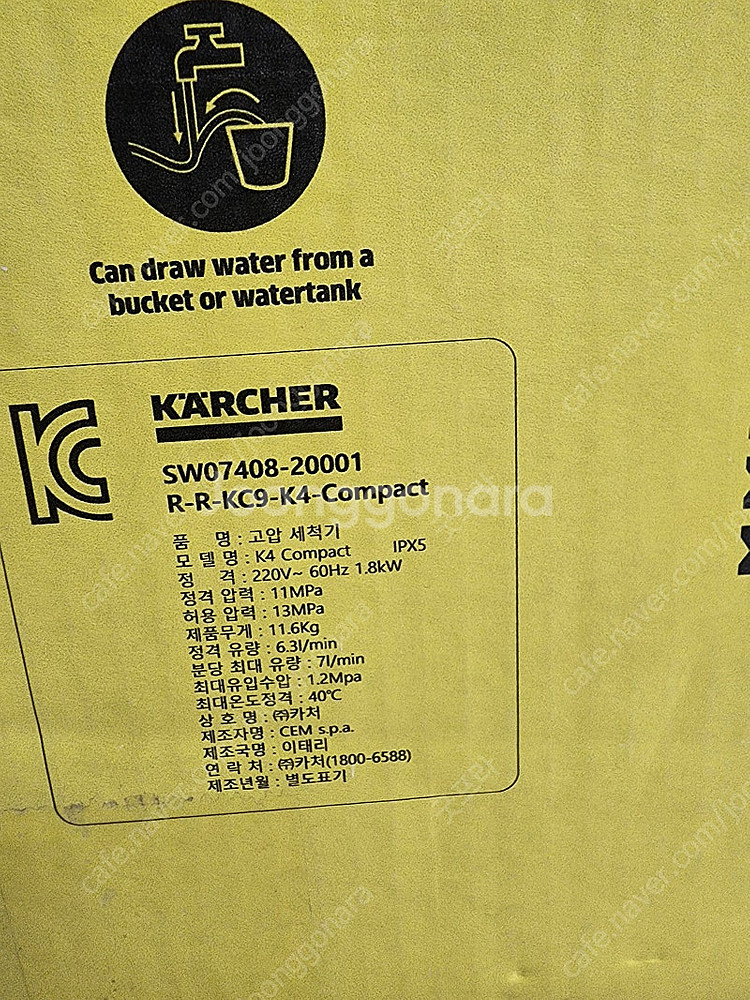 Can draw water from a
bucket or watertank
KÄRCHER
SW07408-20001
R-R-KC9-K4-Compact
품 명 : 고압 세척기
모 델 명 : K4 Compact IPX5
정 격 : 220V~ 60Hz 1.8kW
정격 압력 : 11MPa
허용 압력 : 13MPa
제품무게 : 11.6Kg
정격 유량 : 6.3l/min
분당 최대 유량 : 7l/min
최대유입수압 : 1.2Mpa
최대온도정격 : 40℃
상 호 명 : ㈜카처
제조자명 : CEM s.p.a.
제조국명 : 이태리
연 락 처 : ㈜카처(1800-6588)
제조년월 : 별도표기
joonggonara
cafe.naver.com/joonggonara